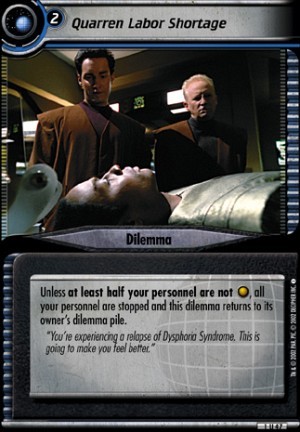 2
Quarren Labor Shortage
Dilemma
Unless at least half your personnel are not , all
your personnel are stopped and this dilemma returns to its
owner's dilemma pile.
"You're experiencing a relapse of Dysphoria Syndrome. This is
going to make you feel better."
1 U 47